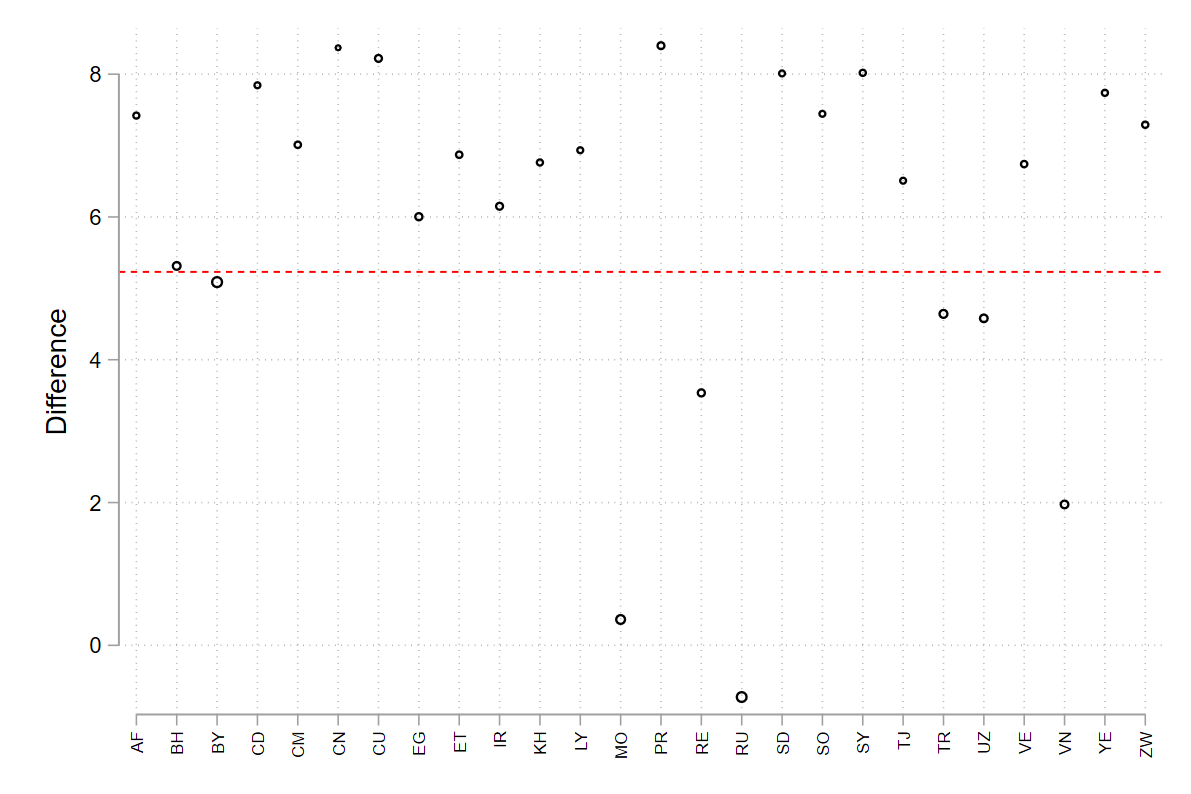 Difference
8
6
4
2
0
AF BH BY CD CM CN CU EG ET IR KH LY MO PR RE RU SD SO SY TJ TR UZ VE VN YE ZW